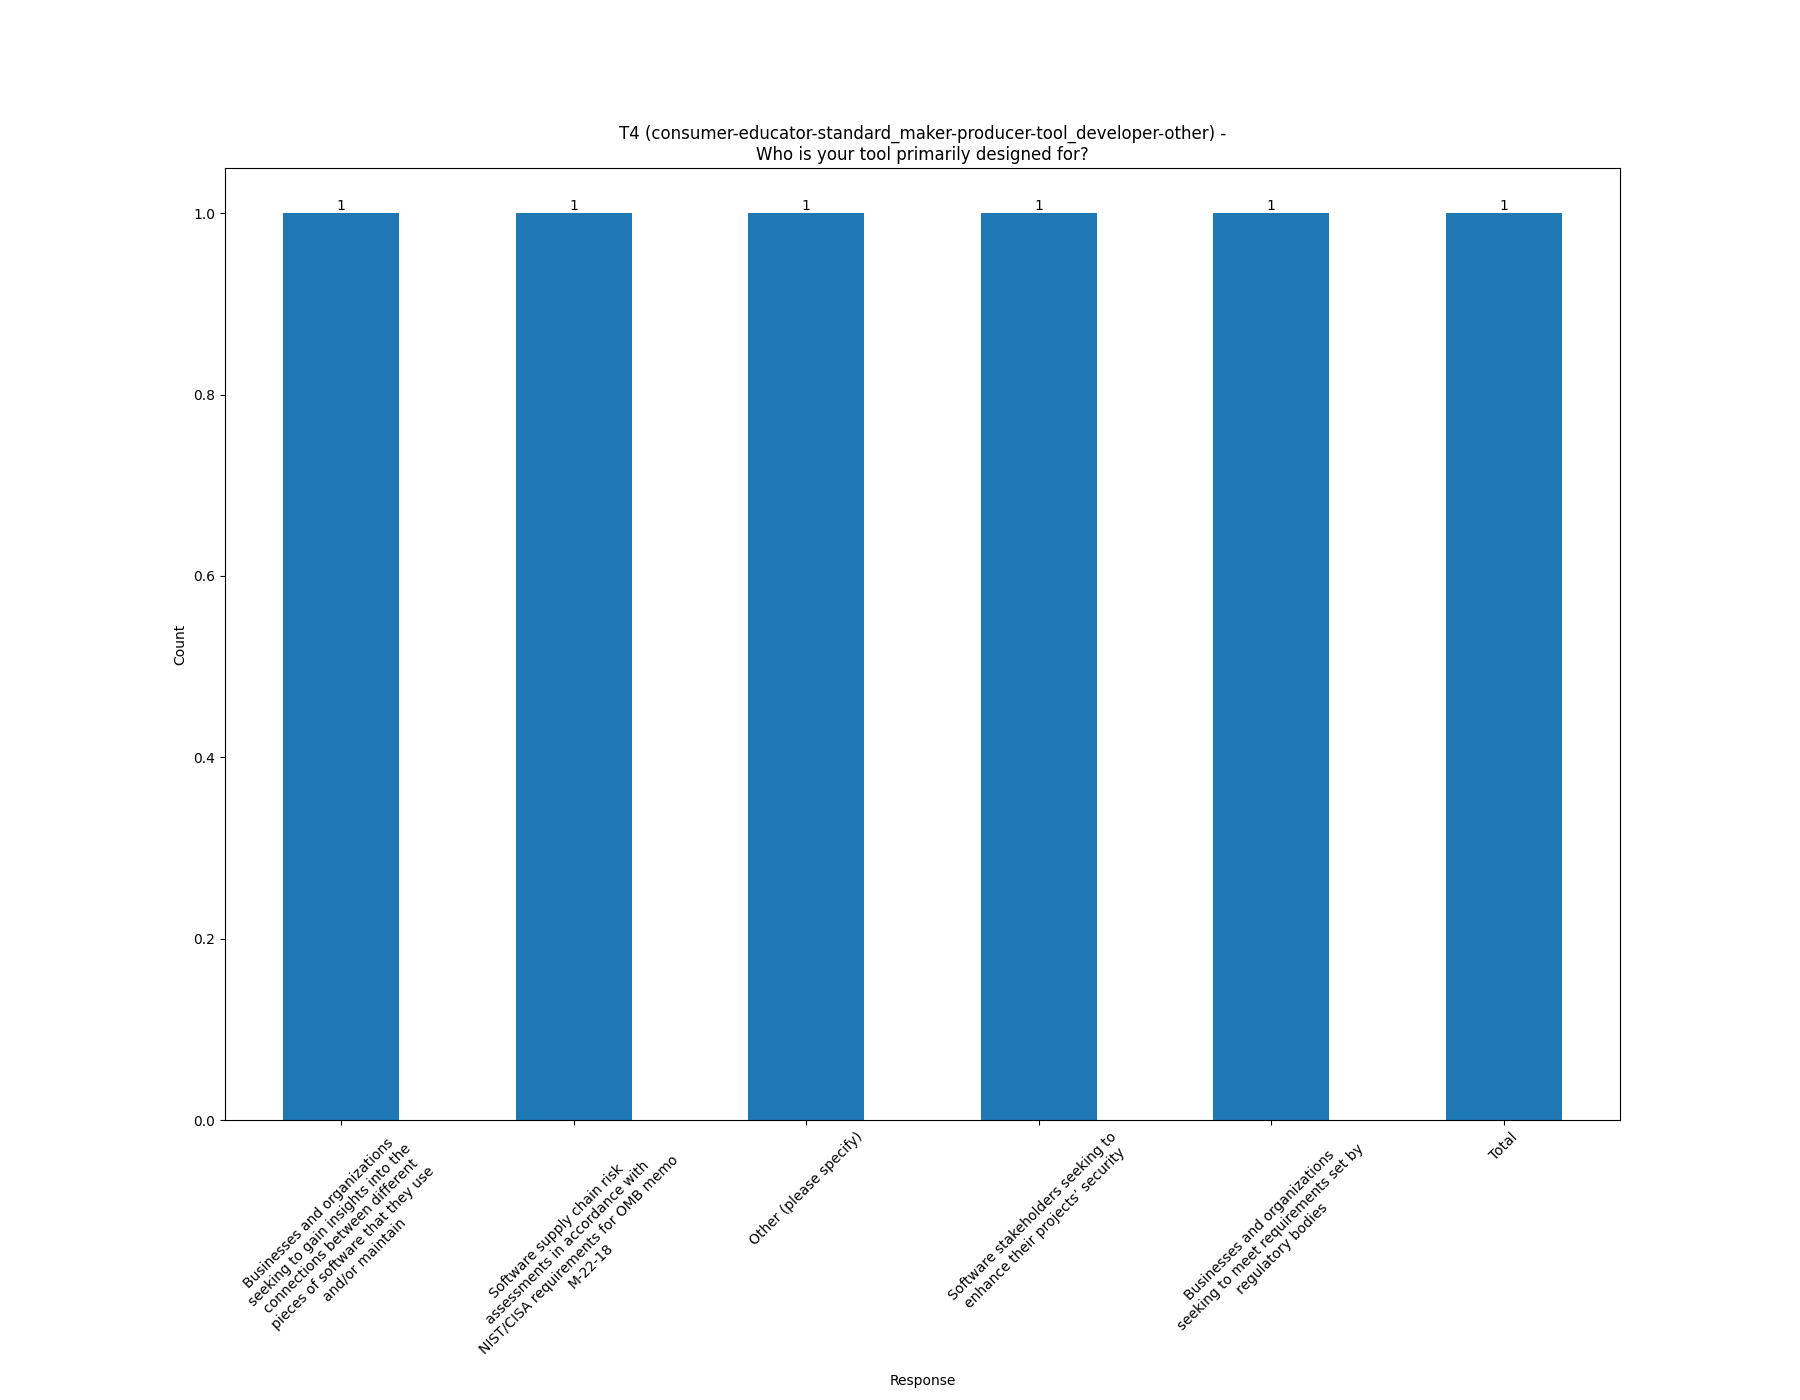 T4 (consumer-educator-standard_maker-producer-tool_developer-other) -
Who is your tool primarily designed for?
Count
1.0
0.8
0.6
0.4
0.2
0.0
1
1
1
1
1
1
Businesses and organizations
seeking to gain insights into the
connections between different
pieces of software that they use
and/or maintain
Software supply chain risk
assessments in accordance with
NIST/CISA requirements for OMB memo
M-22-18
Other (please specify)
Software stakeholders seeking to
enhance their projects’ security
Businesses and organizations
seeking to meet requirements set by
regulatory bodies
Total
Response